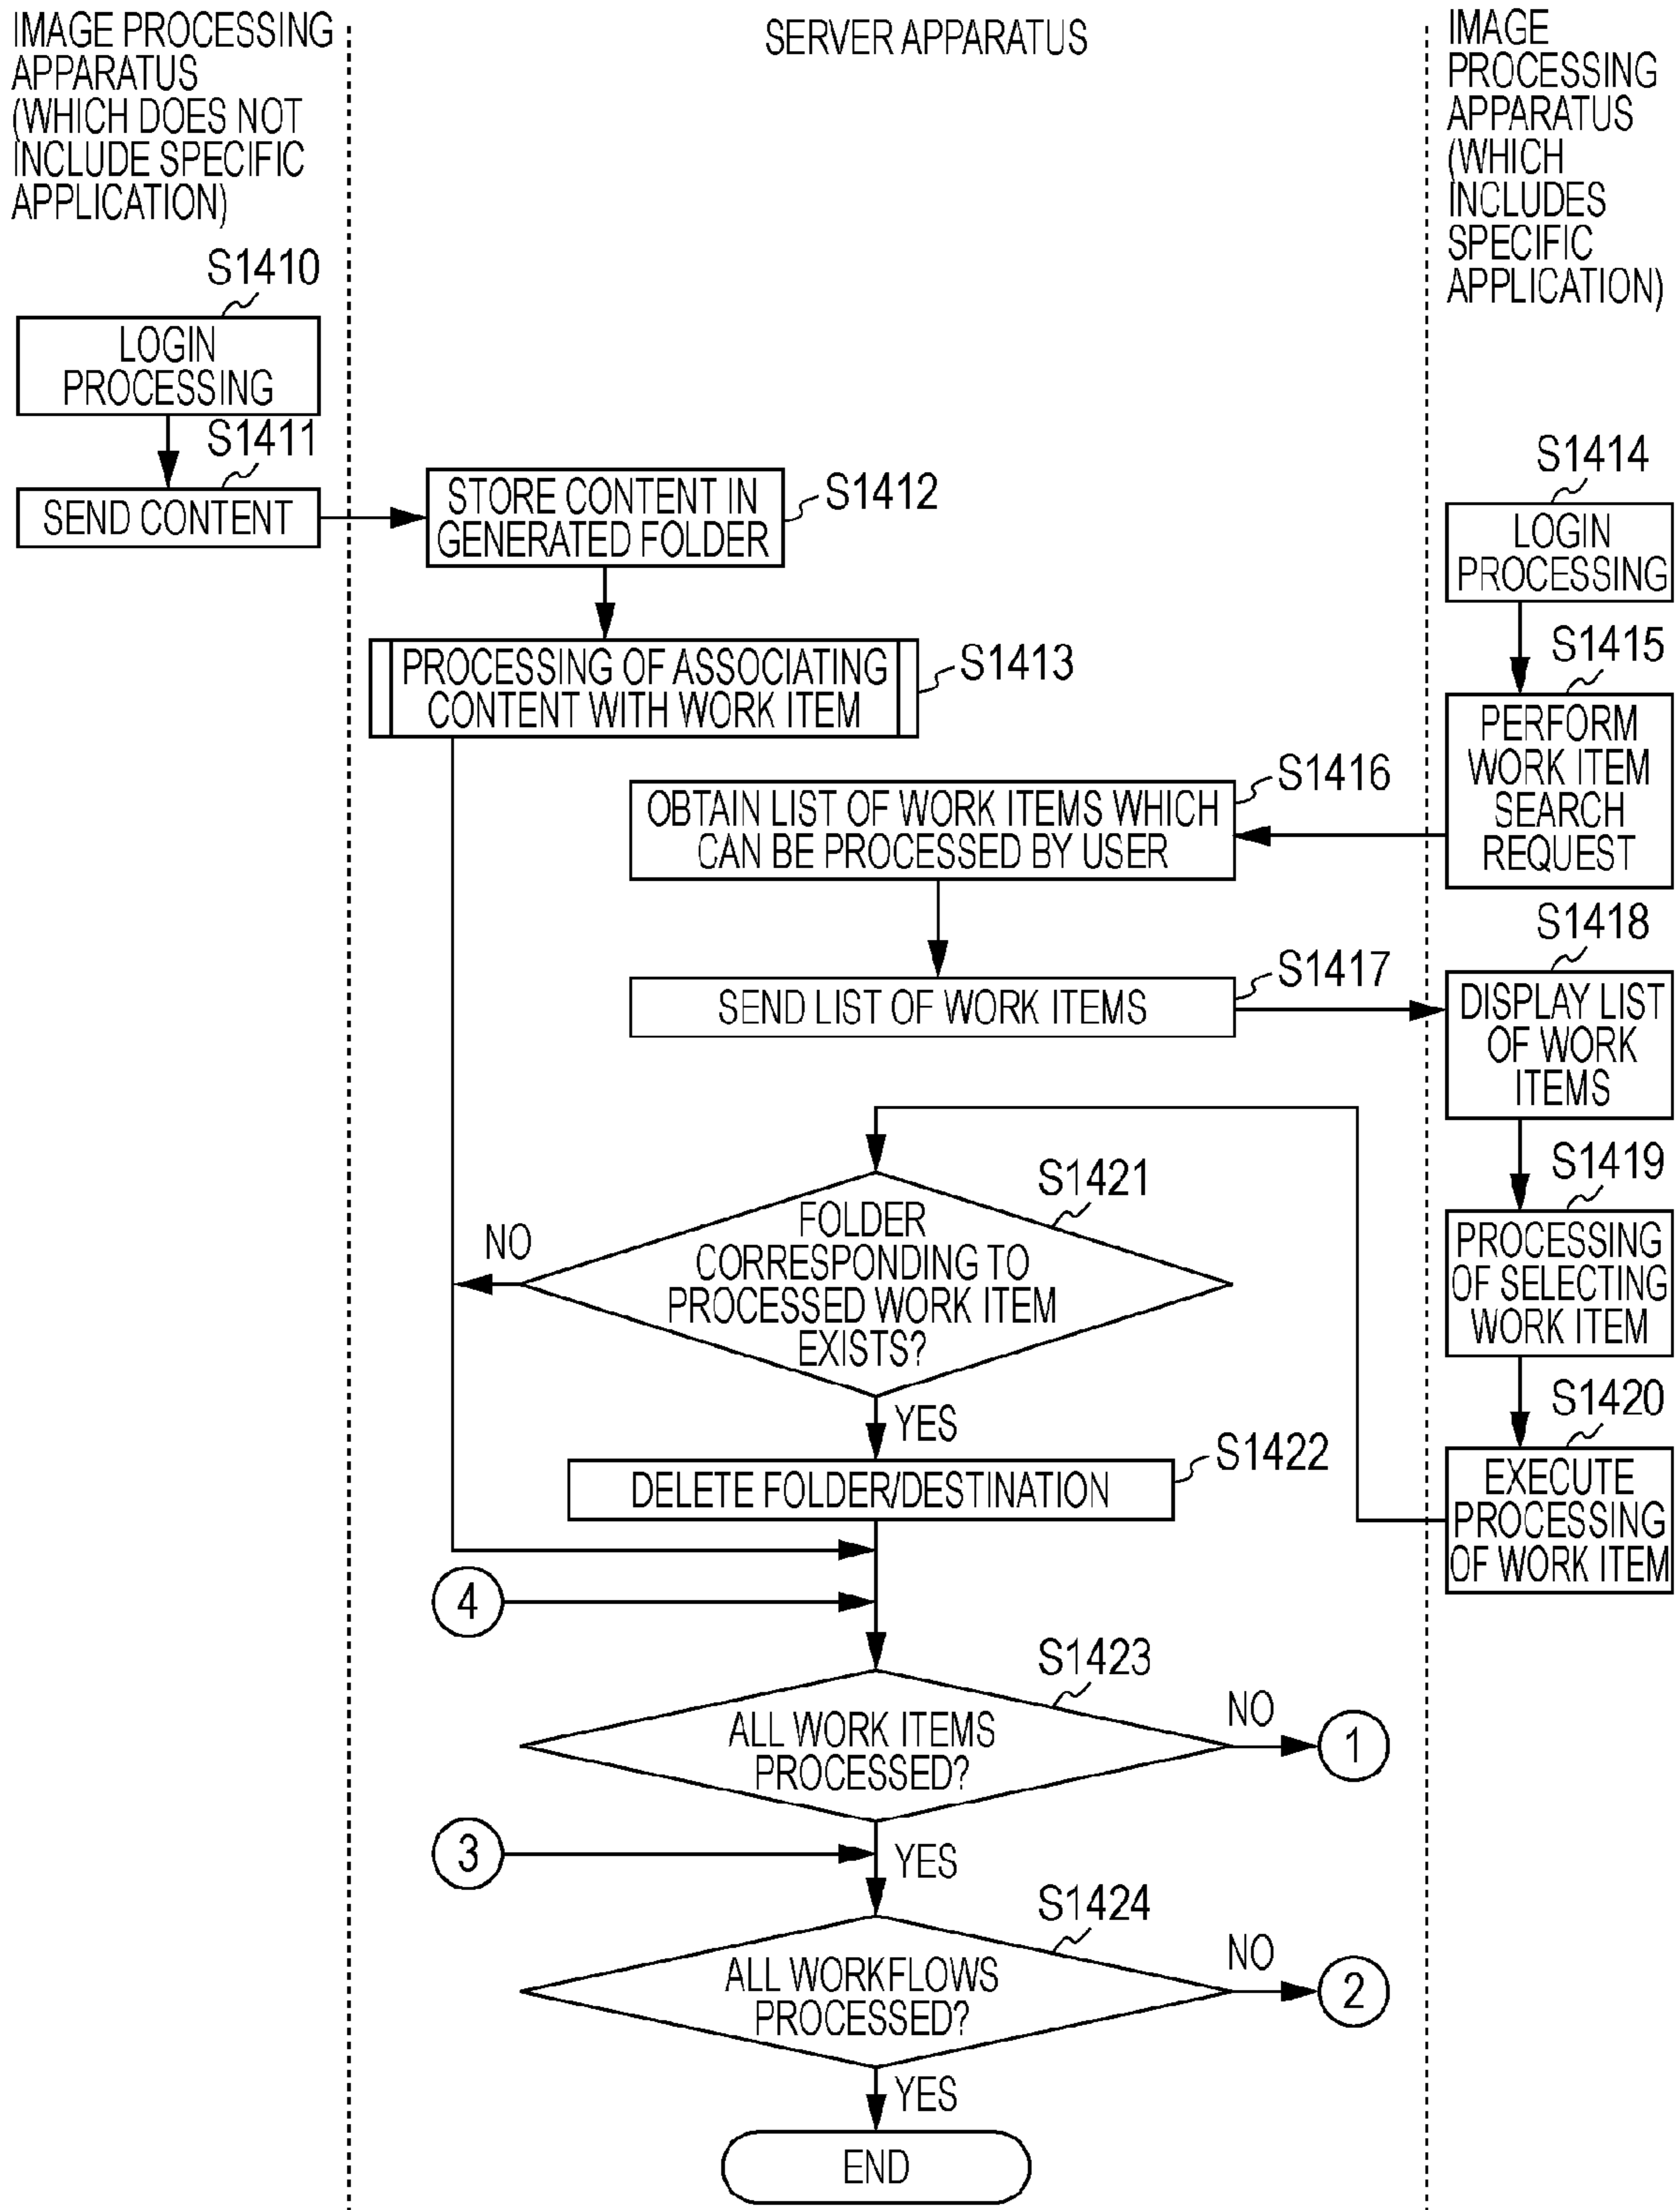 IMAGE PROCESSING
APPARATUS
(WHICH DOES NOT
INCLUDE SPECIFIC
APPLICATION)
SERVER APPARATUS
IMAGE
PROCESSING
APPARATUS
(WHICH
INCLUDES
SPECIFIC
APPLICATION)
S1410
LOGIN
PROCESSING
S1411
SEND CONTENT
STORE CONTENT IN
GENERATED FOLDER
S1412
PROCESSING OF ASSOCIATING
CONTENT WITH WORK ITEM
S1413
S1414
LOGIN
PROCESSING
S1415
PERFORM
WORK ITEM
SEARCH
REQUEST
S1416
OBTAIN LIST OF WORK ITEMS WHICH
CAN BE PROCESSED BY USER
S1417
SEND LIST OF WORK ITEMS
S1418
DISPLAY LIST
OF WORK
ITEMS
S1419
PROCESSING
OF SELECTING
WORK ITEM
S1420
EXECUTE
PROCESSING
OF WORK ITEM
S1421
FOLDER
CORRESPONDING TO
PROCESSED WORK ITEM
EXISTS?
NO
YES
S1422
DELETE FOLDER/DESTINATION
4
S1423
ALL WORK ITEMS
PROCESSED?
NO
1
3
YES
S1424
ALL WORKFLOWS
PROCESSED?
NO
2
YES
END